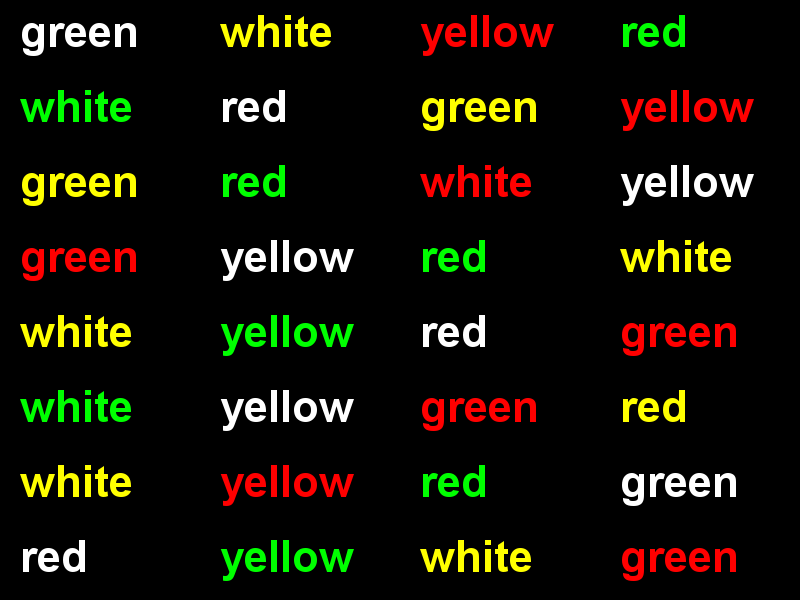 green white yellow red
white red green yellow
green red white yellow
green yellow red white
white yellow red green
white yellow green red
white yellow red green
red yellow white green